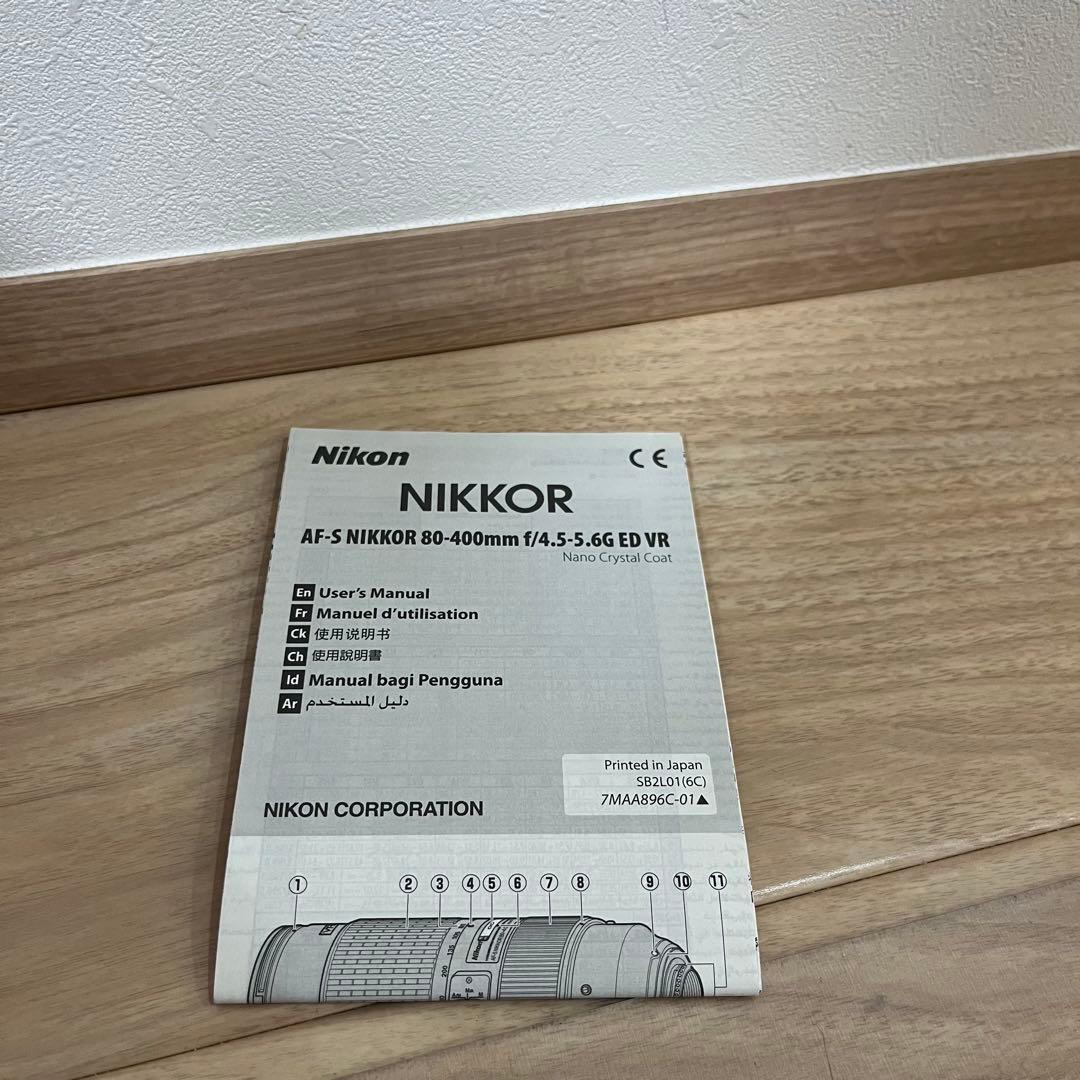 Nikon CE
NIKKOR
AF-S NIKKOR 80-400mm f/4.5-5.6G ED VR
Nano Crystal Coat
En User's Manual
Fr Manuel d'utilisation
Ck 使用说明书
Ch 使用說明書
Id Manual bagi Pengguna
Ar دليل المستخدم
Printed in Japan
SB2L01(6C)
7MAA896C-01▲
NIKON CORPORATION
① ② ③ ④ ⑤ ⑥ ⑦ ⑧ ⑨ ⑩ ⑪
135
200
Nikon